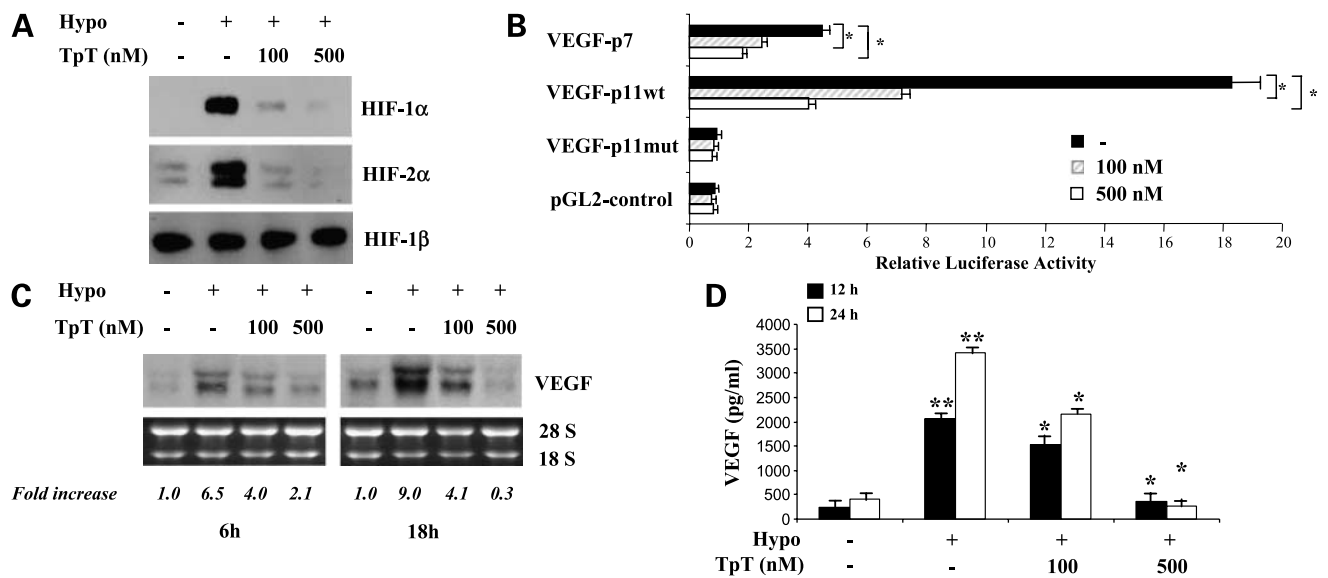 A
Hypo - + + +
TpT (nM) - - 100 500
HIF-1α
HIF-2α
HIF-1β
B
VEGF-p7
VEGF-p11wt
VEGF-p11mut
pGL2-control
* *
* *
-
100 nM
500 nM
0 2 4 6 8 10 12 14 16 18 20
Relative Luciferase Activity
C
Hypo - + + + - + + +
TpT (nM) - - 100 500 - - 100 500
VEGF
28 S
18 S
Fold increase 1.0 6.5 4.0 2.1 1.0 9.0 4.1 0.3
6h 18h
D
12 h
24 h
VEGF (pg/ml)
4000
3500
3000
2500
2000
1500
1000
500
0
** **
* *
* *
Hypo - + + +
TpT (nM) - - 100 500